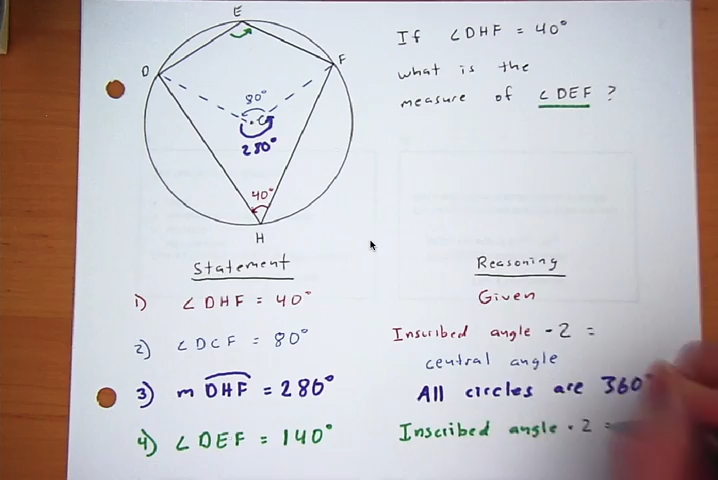 E
If ∠DHF = 40°
what is the
measure of ∠DEF ?
D
F
80°
C
280°
40°
H
Statement
Reasoning
1) ∠DHF = 40°
Given
2) ∠DCF = 80°
Inscribed angle · 2 =
central angle
3) m DHF = 280°
All circles are 360°
4) ∠DEF = 140°
Inscribed angle · 2 =